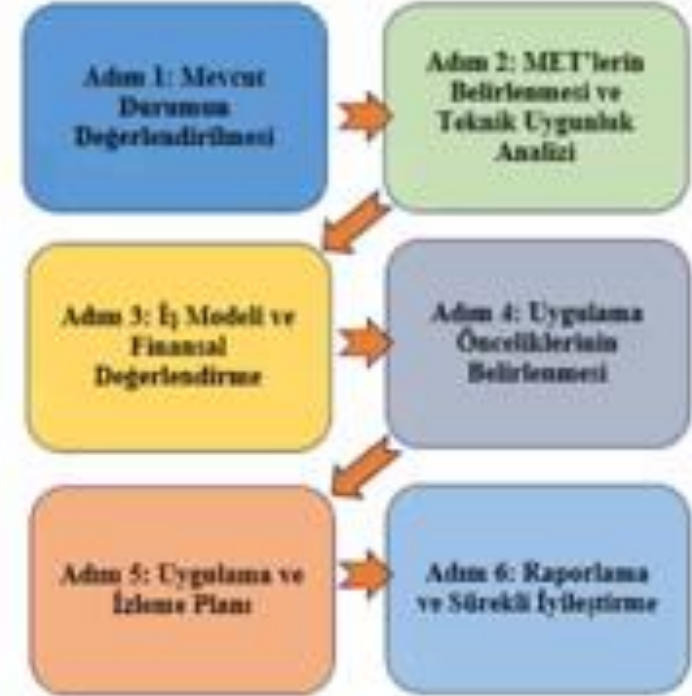 Adım 1: Mevcut
Durumun
Değerlendirilmesi
Adım 2: MET'lerin
Belirlenmesi ve
Teknik Uygunluk
Analizi
Adım 3: İş Modeli ve
Finansal
Değerlendirme
Adım 4: Uygulama
Önceliklerinin
Belirlenmesi
Adım 5: Uygulama ve
İzleme Planı
Adım 6: Raporlama
ve Sürekli İyileştirme